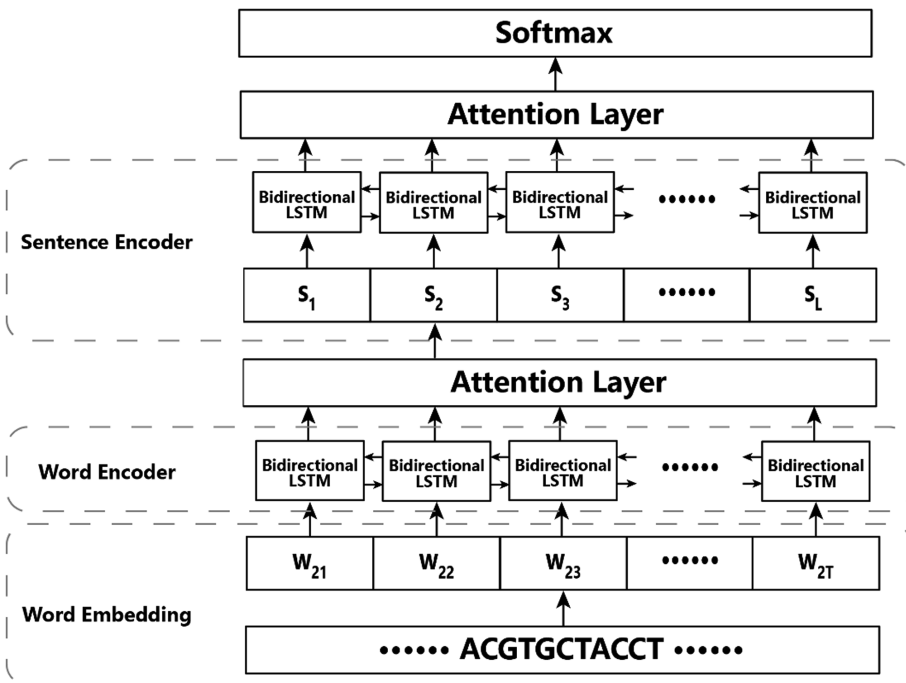 Softmax
Attention Layer
Bidirectional LSTM Bidirectional LSTM Bidirectional LSTM •••••• Bidirectional LSTM
Sentence Encoder
S1 S2 S3 •••••• SL
Attention Layer
Bidirectional LSTM Bidirectional LSTM Bidirectional LSTM •••••• Bidirectional LSTM
Word Encoder
W21 W22 W23 •••••• W2T
Word Embedding
•••••• ACGTGCTACCT ••••••